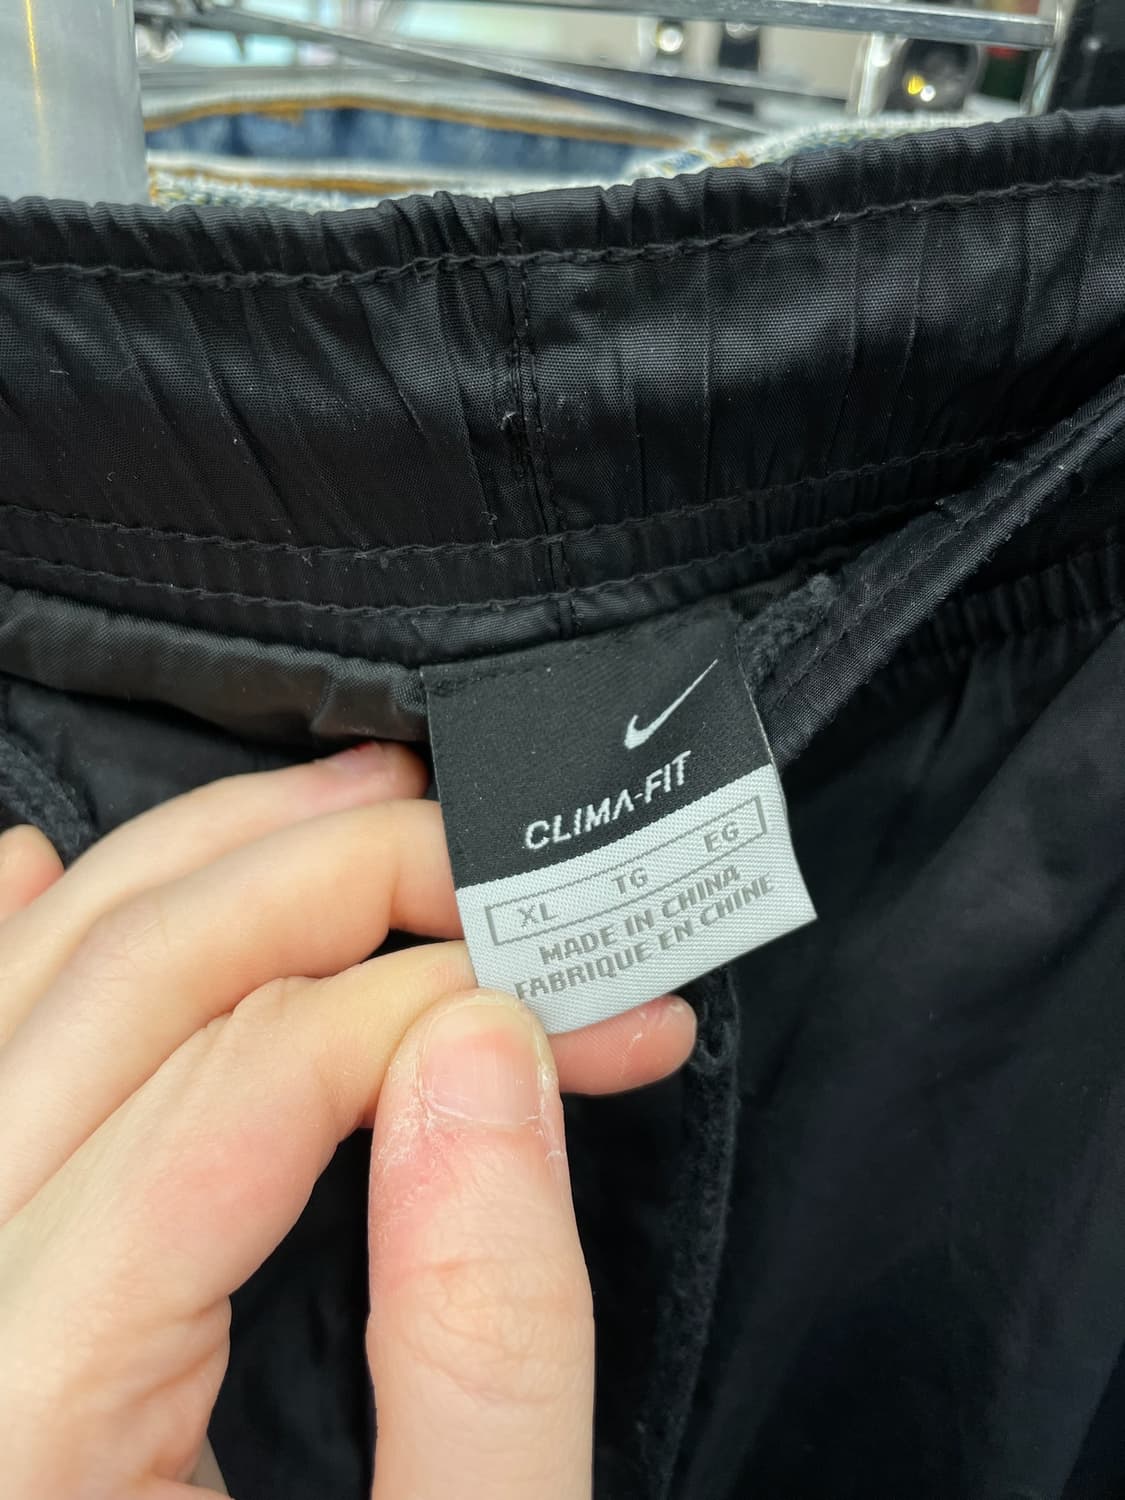 CLIMA-FIT
XL TG EG
MADE IN CHINA
FABRIQUE EN CHINE